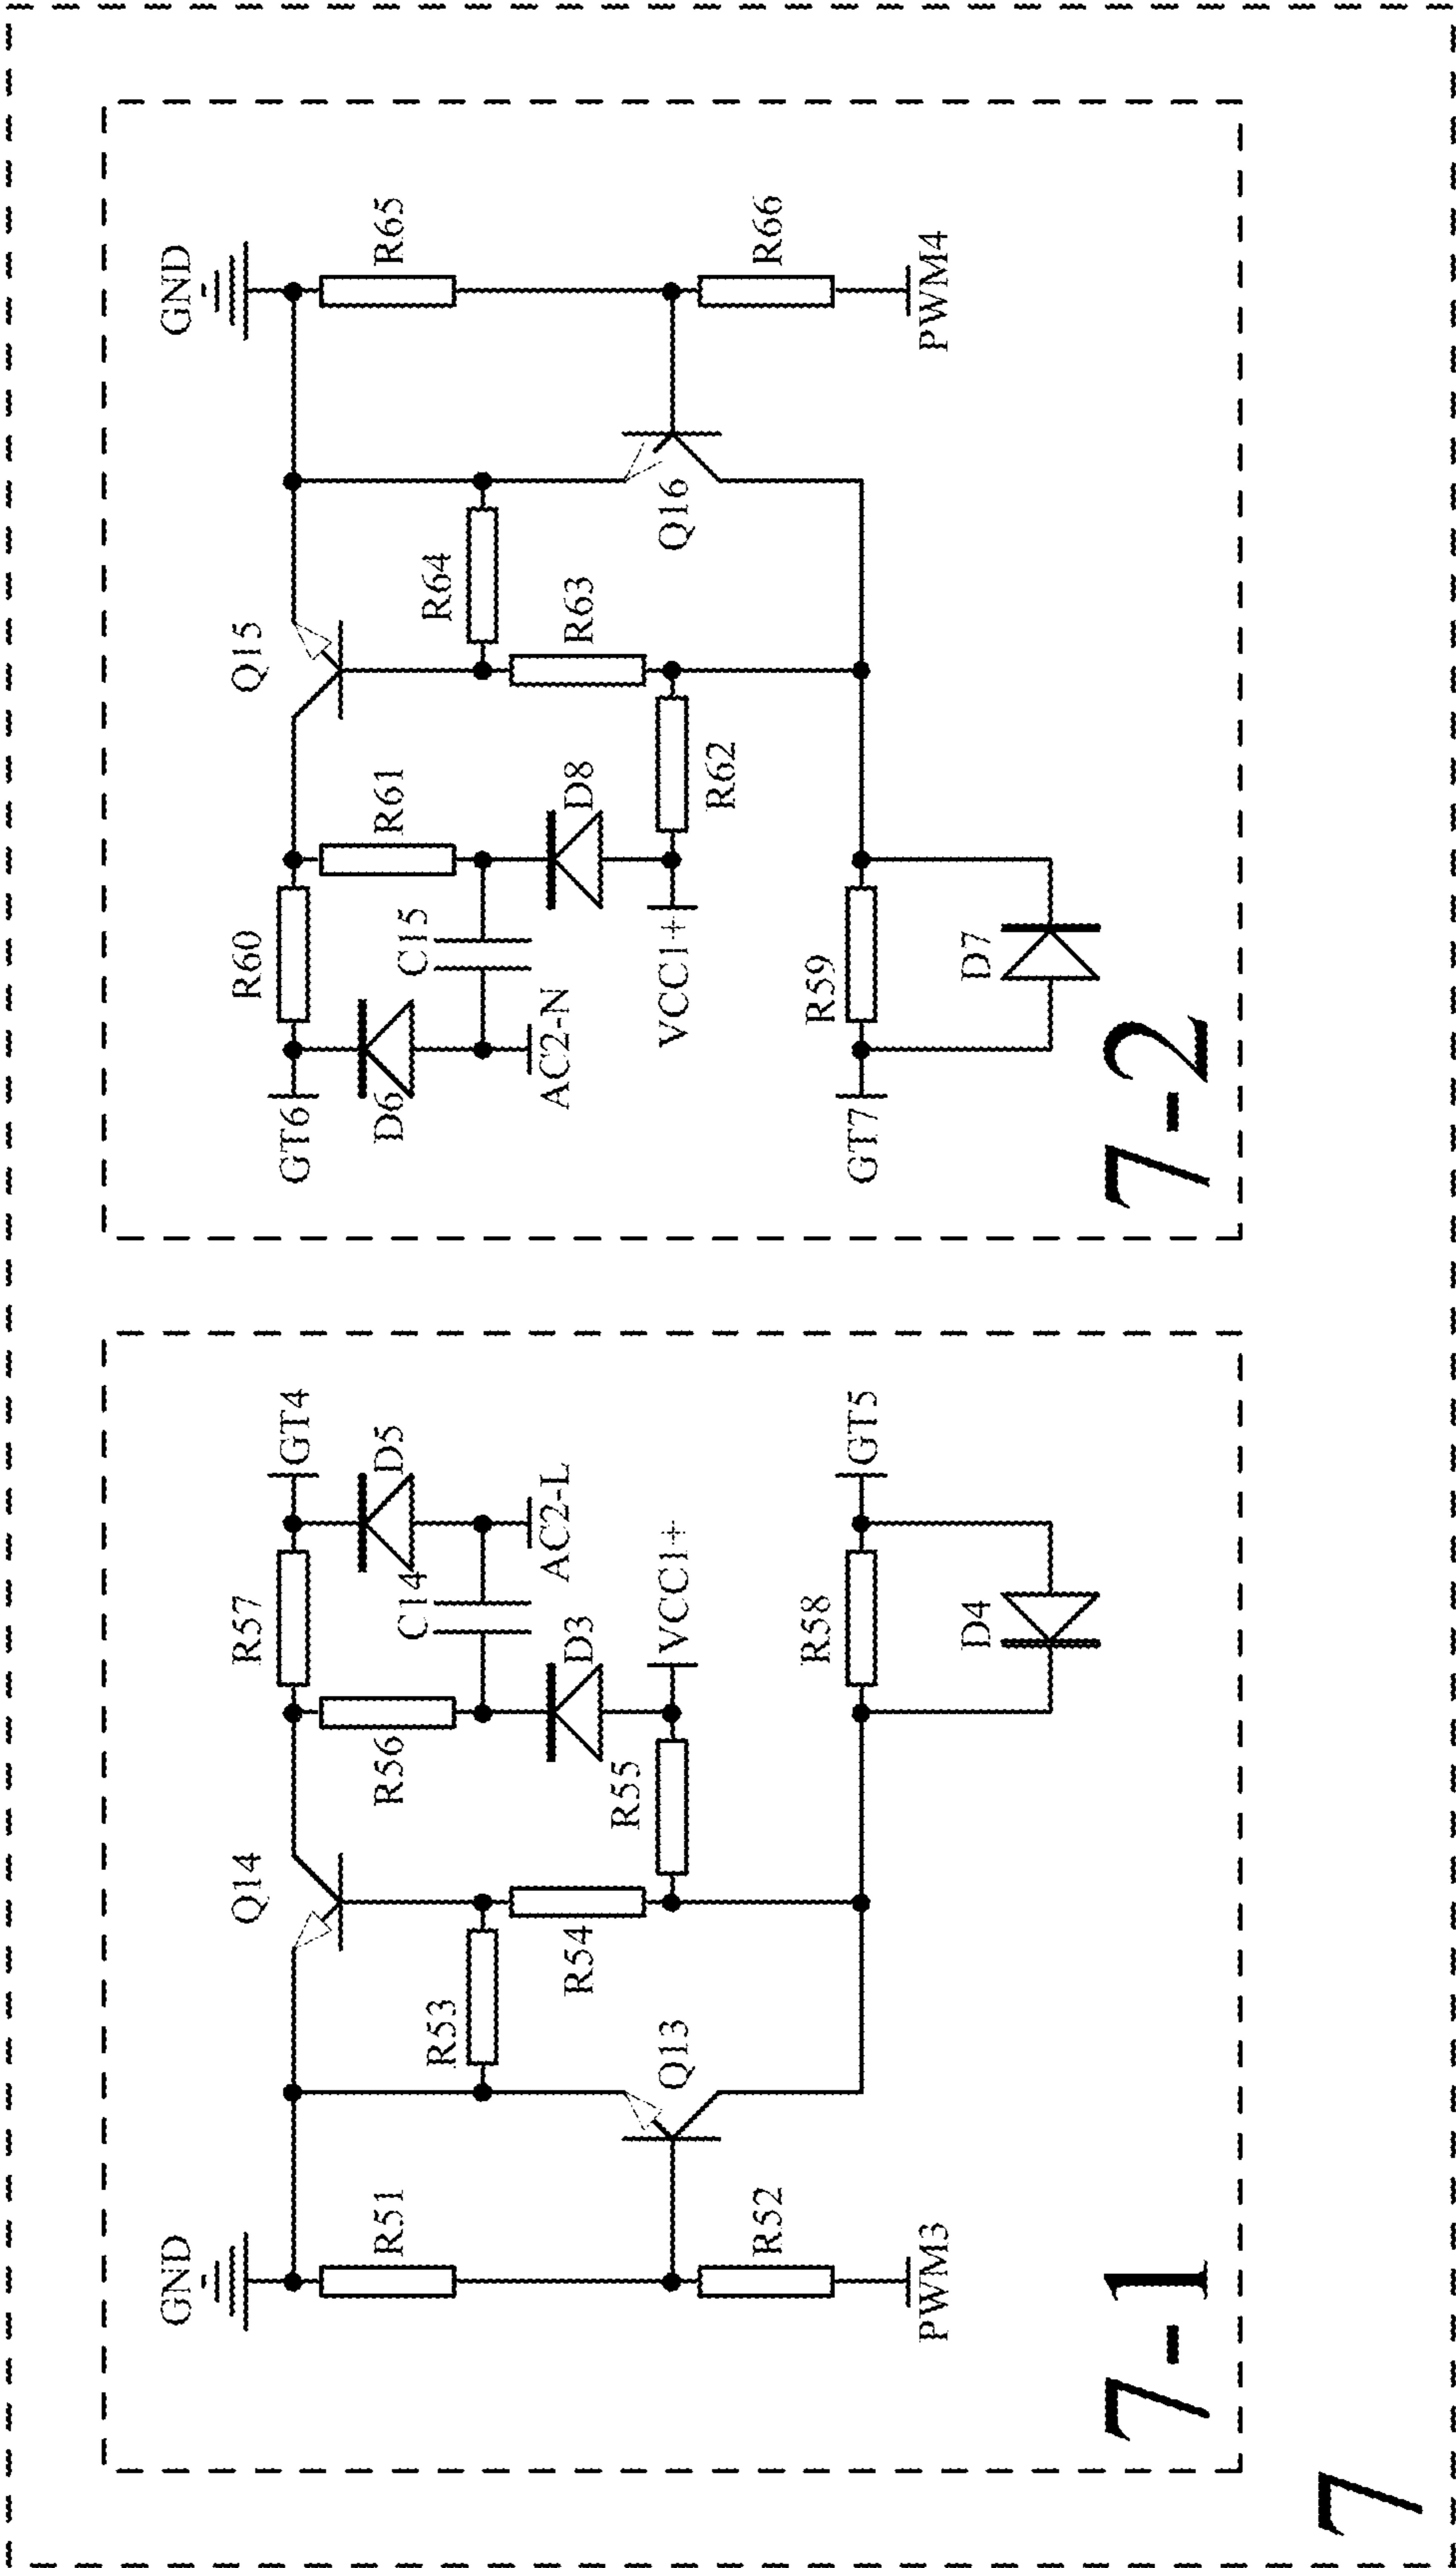 GND
R51
R52
PWM3
Q14
Q13
R53
R54
R55
R56
R57
C14
D3
D5
GT4
AC2-L
VCC1+
R58
D4
GT5
7-1
GT6
R60
D6
C15
AC2-N
R61
D8
VCC1+
R62
R63
R64
Q15
Q16
GND
R65
R66
PWM4
GT7
R59
D7
7-2
7